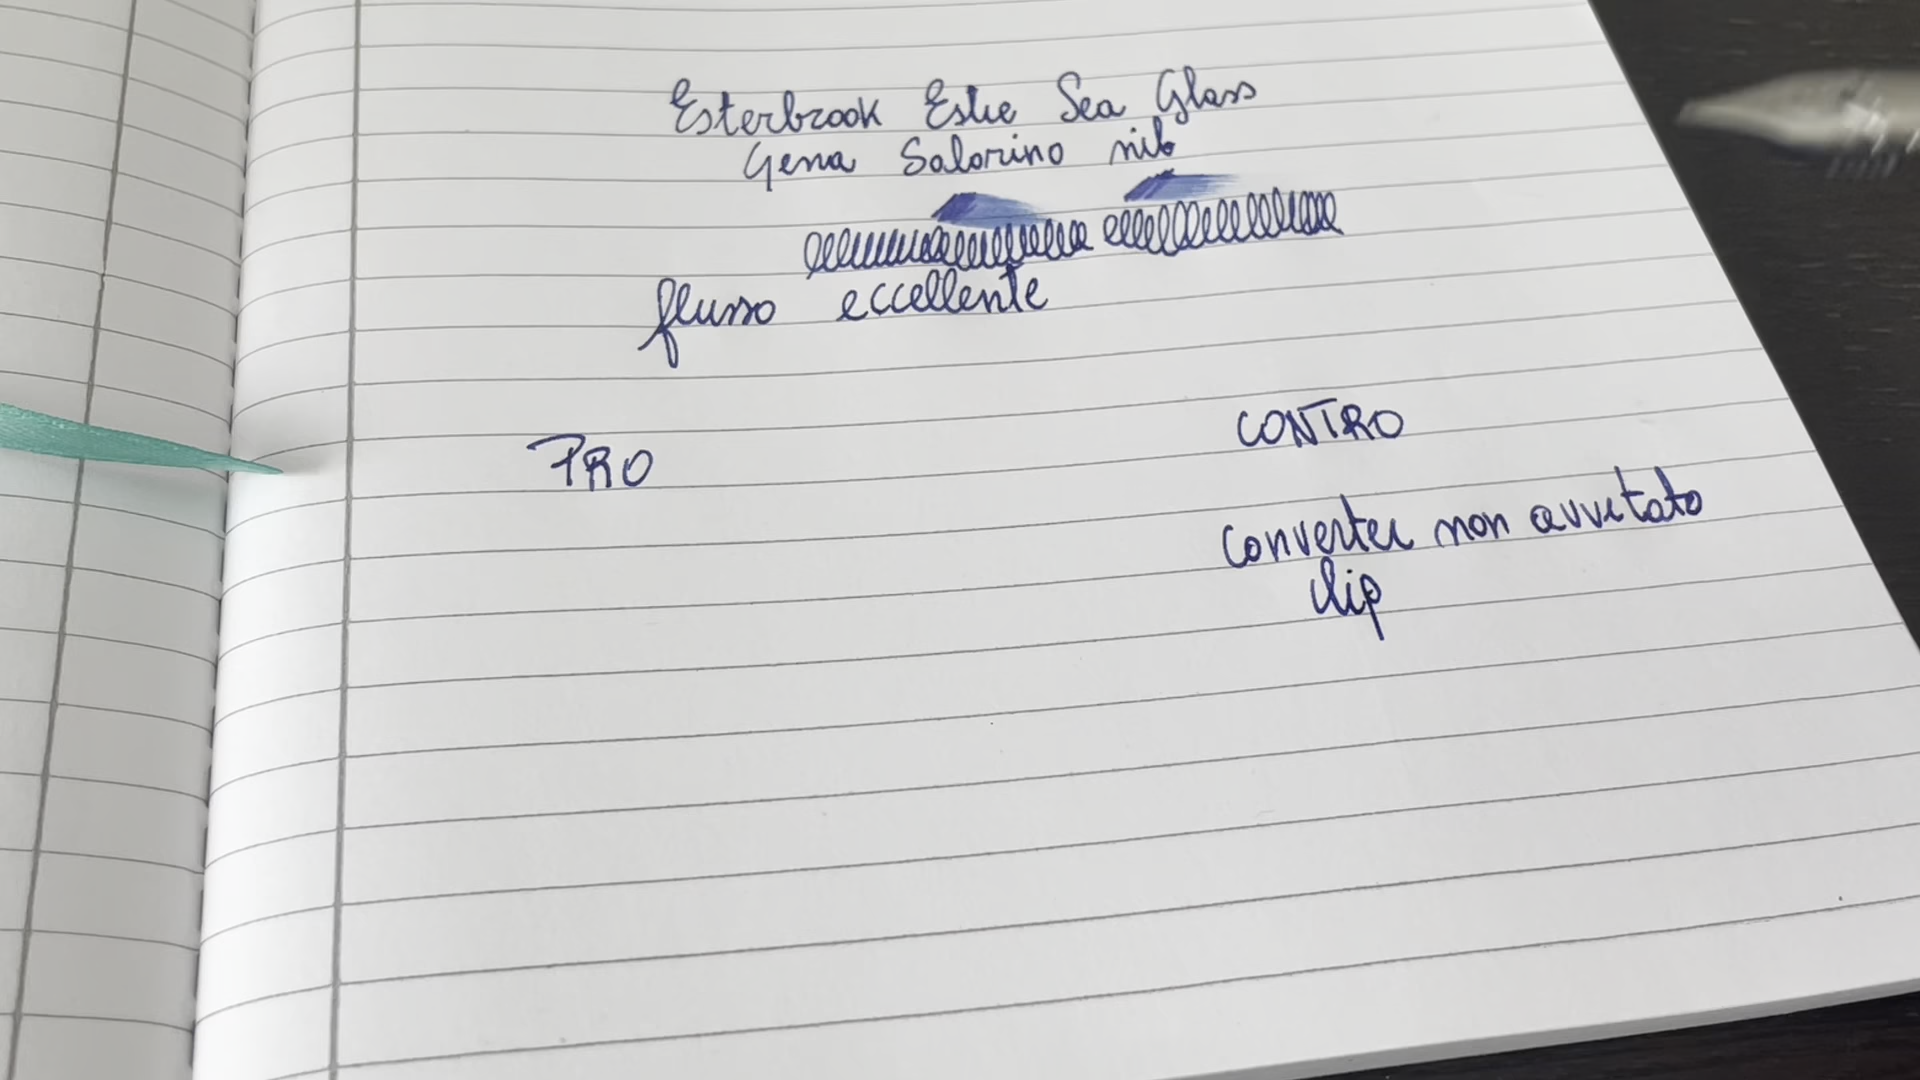 Esterbrook Estie Sea Glass
Gena Salorino nib
flusso eccellente
PRO
CONTRO
converter non avvitato
clip